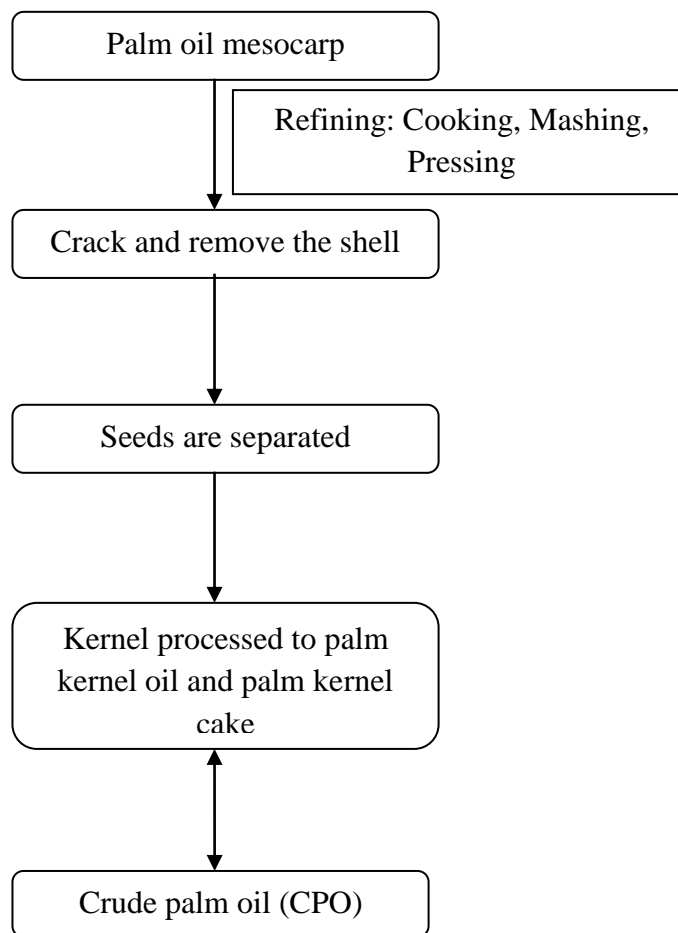 Palm oil mesocarp
Refining: Cooking, Mashing,
Pressing
Crack and remove the shell
Seeds are separated
Kernel processed to palm
kernel oil and palm kernel
cake
Crude palm oil (CPO)